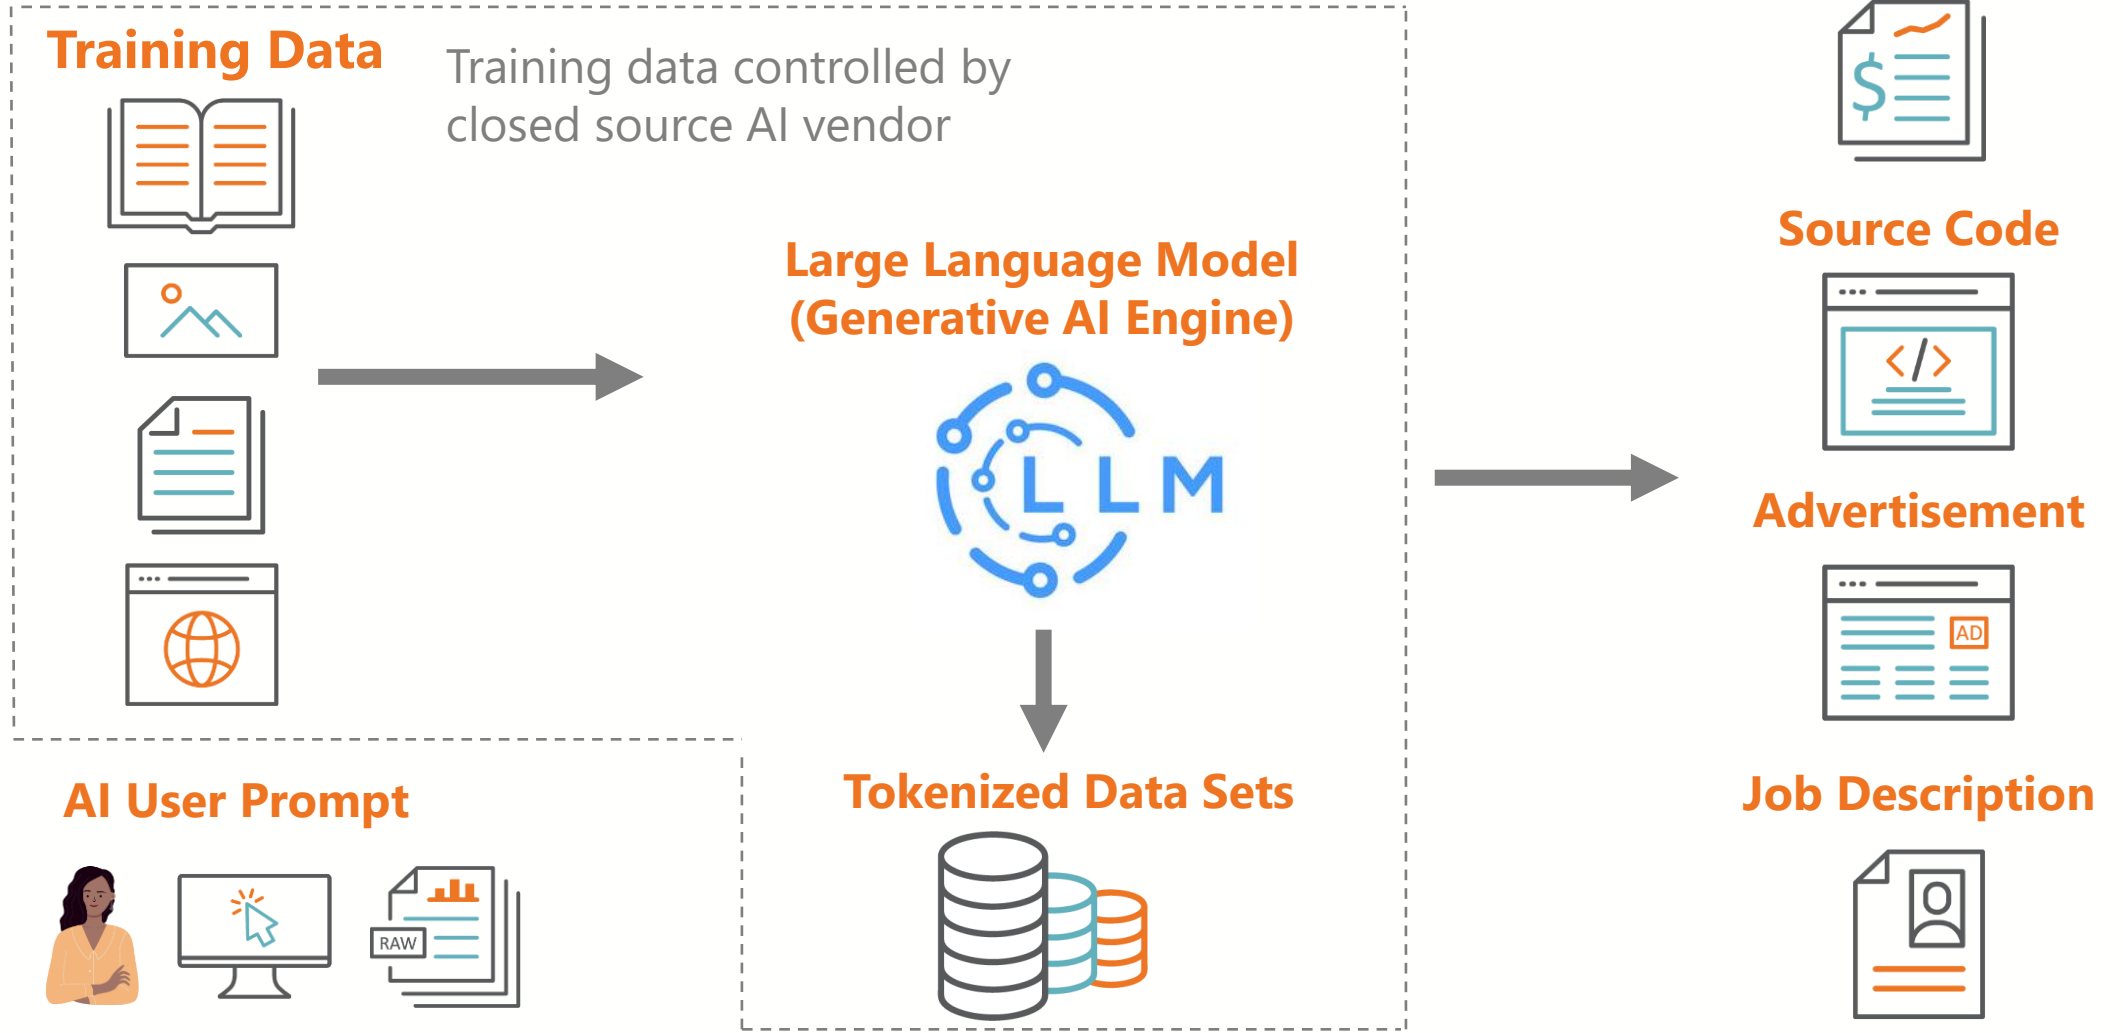 Training Data
Training data controlled by
closed source AI vendor
Large Language Model
(Generative AI Engine)
LLM
Tokenized Data Sets
AI User Prompt
RAW
$
Source Code
</>
Advertisement
AD
Job Description